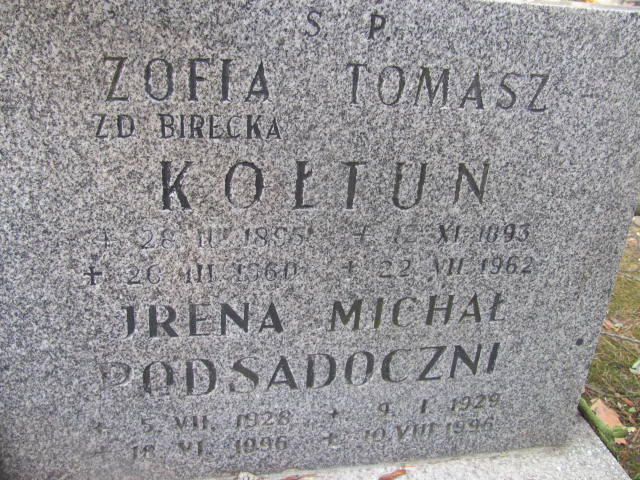 S. P.
ZOFIA TOMASZ
ZD BIRECKA
KOŁTUN
+ 28 III 1895 + 12 XI 1893
+ 26 III 1960 + 22 VII 1962
IRENA MICHAŁ
PODSADOCZNI
+ 5. VII. 1928 + 9. I. 1929
+ 18 VI. 1996 + 10 VIII 1996